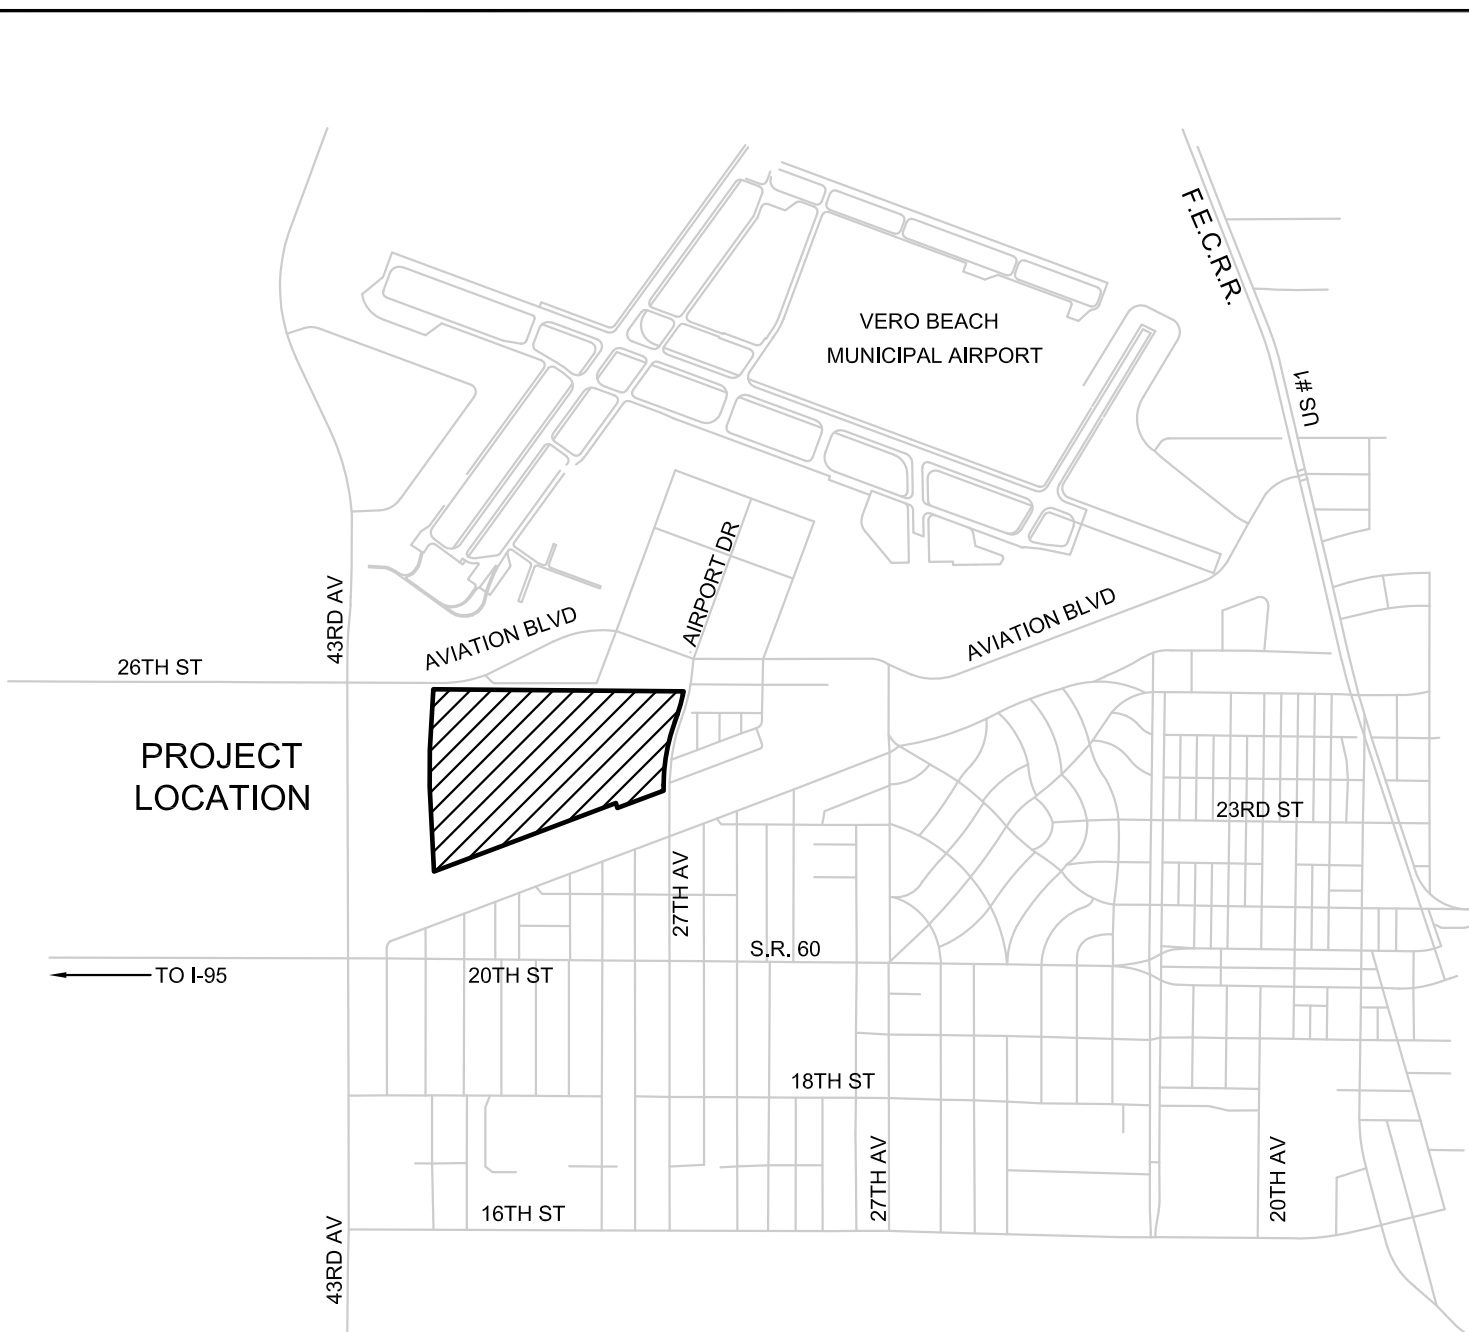 F.E.C.R.R.
VERO BEACH
MUNICIPAL AIRPORT
US #1
AIRPORT DR
43RD AV
AVIATION BLVD
AVIATION BLVD
26TH ST
PROJECT
LOCATION
23RD ST
27TH AV
S.R. 60
TO I-95
20TH ST
18TH ST
27TH AV
20TH AV
16TH ST
43RD AV